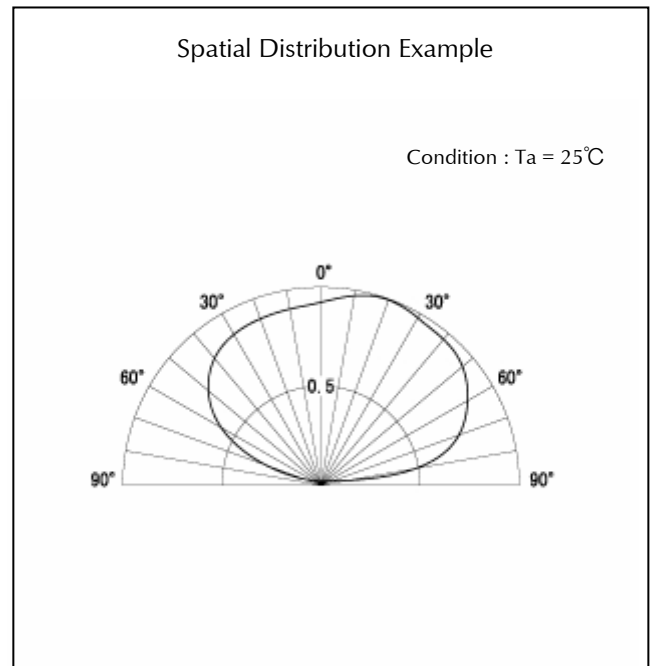 Spatial Distribution Example
Condition : Ta = 25℃
0°
30° 30°
60° 60°
0.5
90° 90°